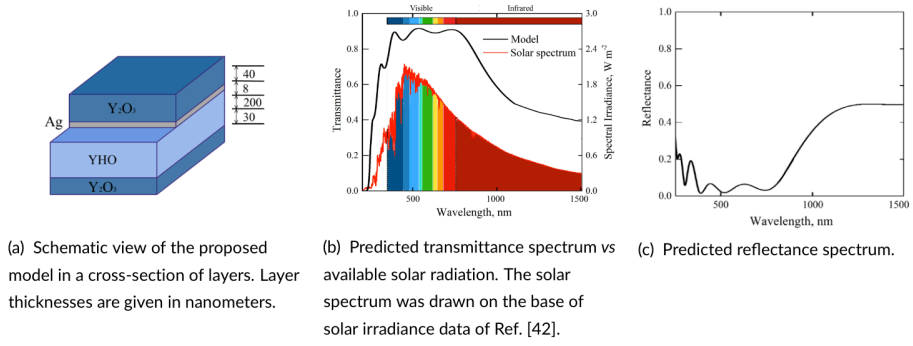 40
8
200
30
Y₂O₃
Ag
YHO
Y₂O₃
Visible Infrared
1.0
0.8
0.6
0.4
0.2
0.0
Transmittance
Model
Solar spectrum
3.0
2.4
1.8
1.2
0.6
0.0
Spectral Irradiance, W m⁻²
500 1000 1500
Wavelength, nm
1.0
0.8
0.6
0.4
0.2
0.0
Reflectance
500 1000 1500
Wavelength, nm
(a) Schematic view of the proposed
model in a cross-section of layers. Layer
thicknesses are given in nanometers.
(b) Predicted transmittance spectrum vs
available solar radiation. The solar
spectrum was drawn on the base of
solar irradiance data of Ref. [42].
(c) Predicted reflectance spectrum.